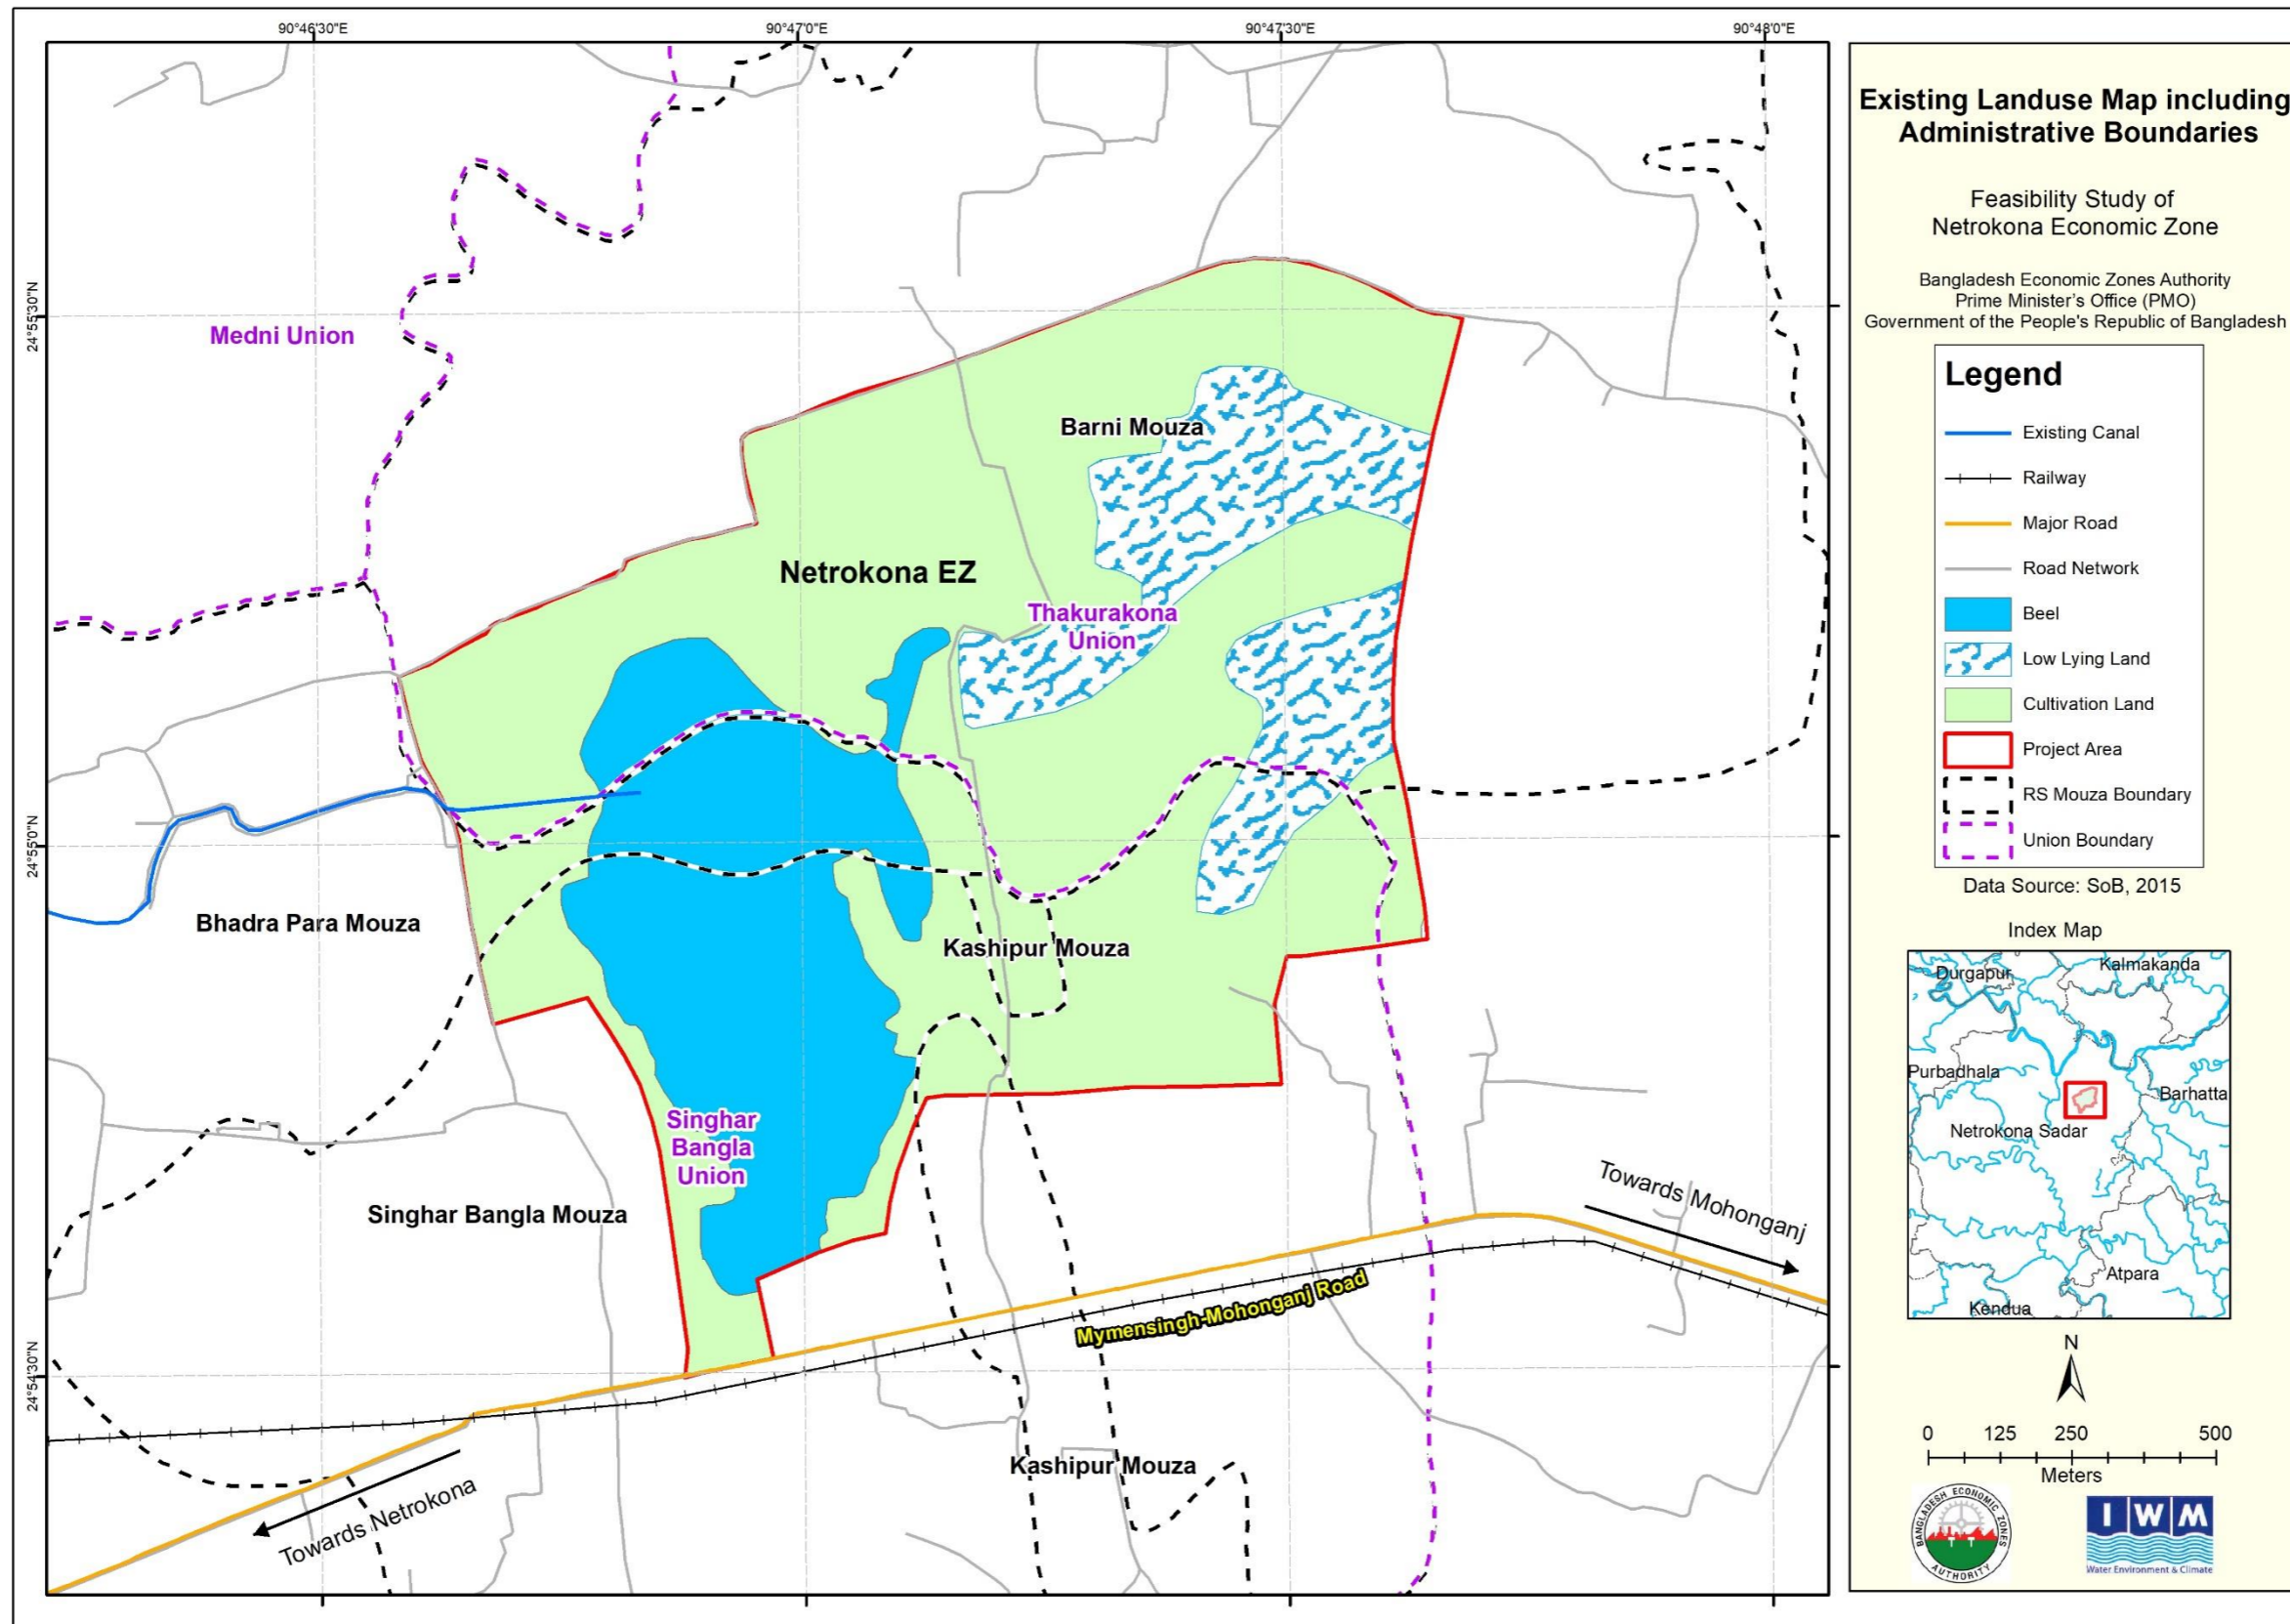 90°46'30"E
90°47'0"E
90°47'30"E
90°48'0"E
24°55'30"N
24°55'0"N
24°54'30"N
Medni Union
Barni Mouza
Netrokona EZ
Thakurakona
Union
Bhadra Para Mouza
Kashipur Mouza
Singhar
Bangla
Union
Singhar Bangla Mouza
Towards Mohonganj
Mymensingh-Mohonganj Road
Kashipur Mouza
Towards Netrokona
Existing Landuse Map including
Administrative Boundaries
Feasibility Study of
Netrokona Economic Zone
Bangladesh Economic Zones Authority
Prime Minister's Office (PMO)
Government of the People's Republic of Bangladesh
Legend
Existing Canal
Railway
Major Road
Road Network
Beel
Low Lying Land
Cultivation Land
Project Area
RS Mouza Boundary
Union Boundary
Data Source: SoB, 2015
Index Map
Durgapur
Kalmakanda
Purbadhala
Barhatta
Netrokona Sadar
Atpara
Kendua
N
0 125 250 500
Meters
BANGLADESH ECONOMIC ZONES
AUTHORITY
IWM
Water Environment & Climate